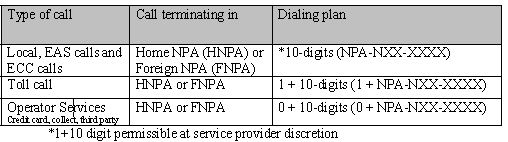 Type of call Call terminating in Dialing plan
Local, EAS calls and Home NPA (HNPA) or *10-digits (NPA-NXX-XXXX)
ECC calls Foreign NPA (FNPA)
Toll call HNPA or FNPA 1 + 10-digits (1 + NPA-NXX-XXXX)
Operator Services HNPA or FNPA 0 + 10-digits (0 + NPA-NXX-XXXX)
Credit card, collect, third party
*1+10 digit permissible at service provider discretion